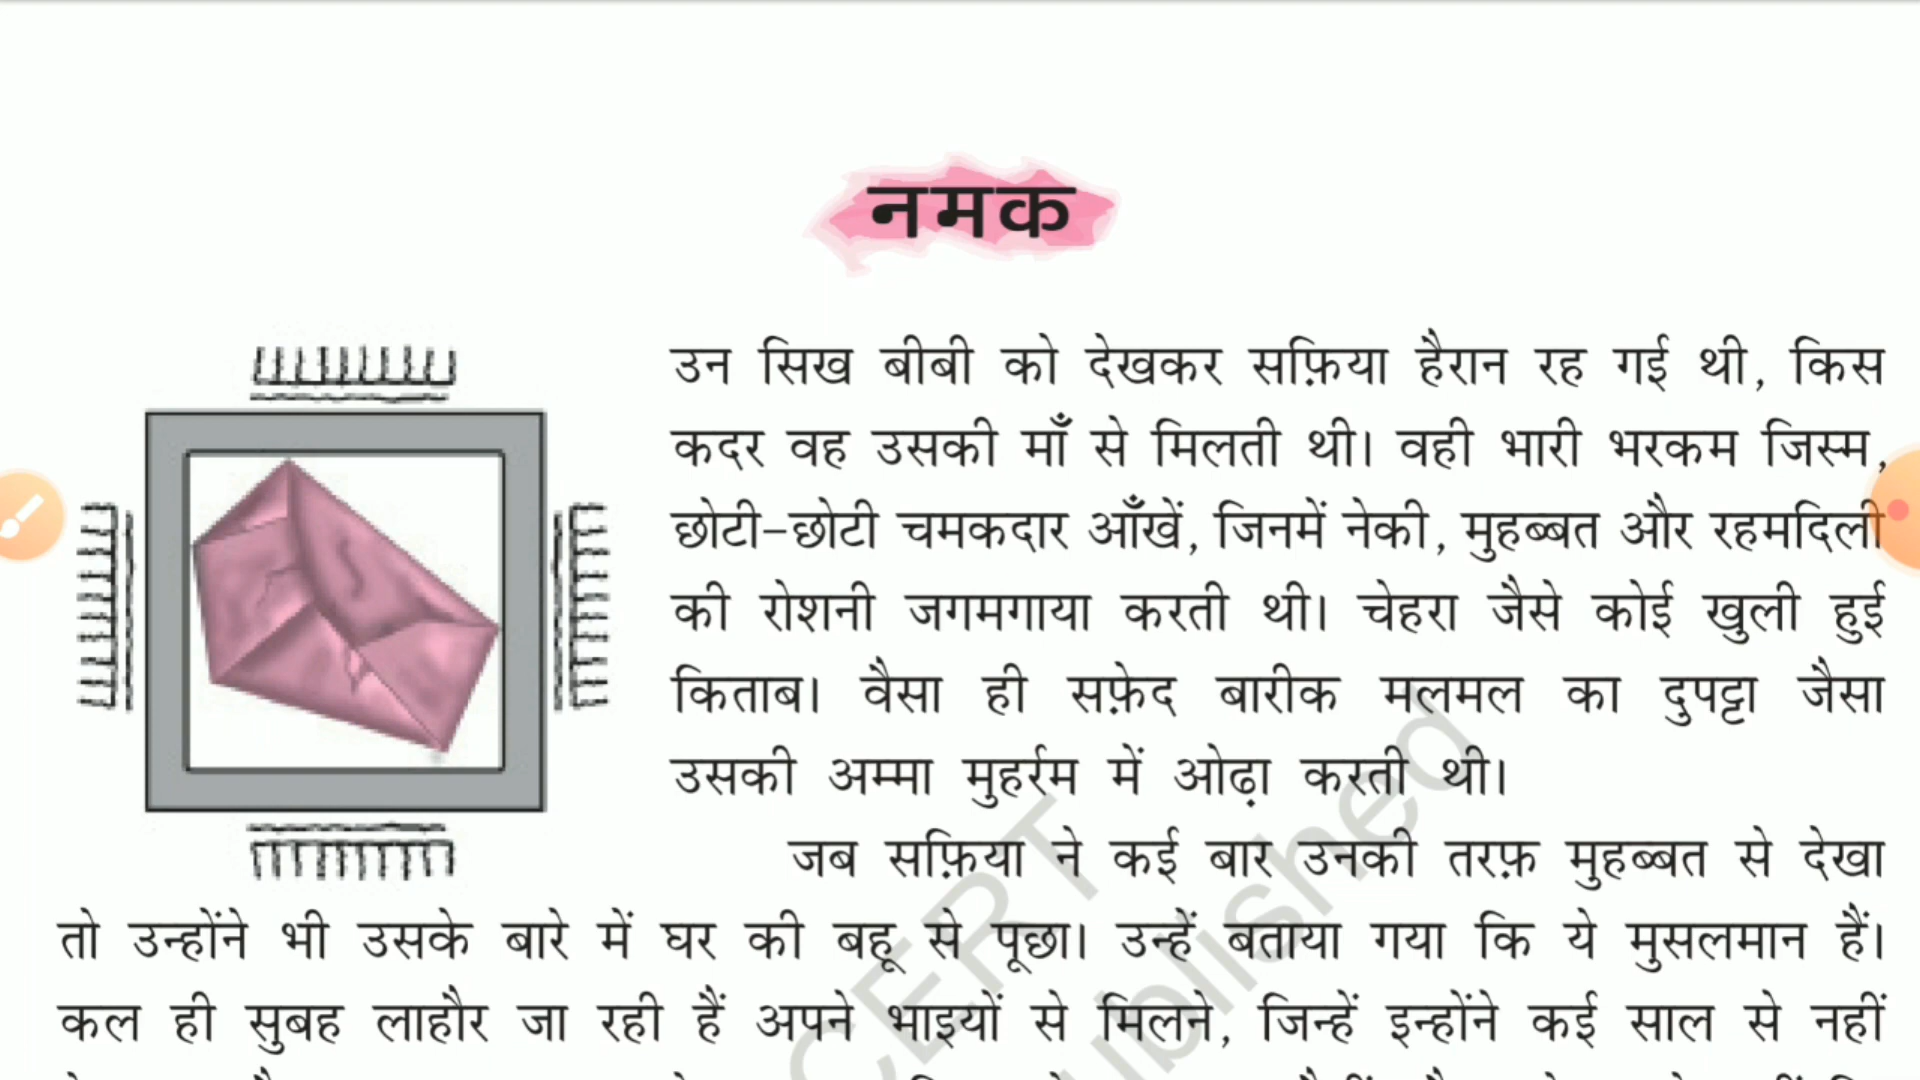 नमक
उन सिख बीबी को देखकर सफ़िया हैरान रह गई थी, किस
कदर वह उसकी माँ से मिलती थी। वही भारी भरकम जिस्म,
छोटी-छोटी चमकदार आँखें, जिनमें नेकी, मुहब्बत और रहमदिली
की रोशनी जगमगाया करती थी। चेहरा जैसे कोई खुली हुई
किताब। वैसा ही सफ़ेद बारीक मलमल का दुपट्टा जैसा
उसकी अम्मा मुहर्रम में ओढ़ा करती थी।
जब सफ़िया ने कई बार उनकी तरफ़ मुहब्बत से देखा
तो उन्होंने भी उसके बारे में घर की बहू से पूछा। उन्हें बताया गया कि ये मुसलमान हैं।
कल ही सुबह लाहौर जा रही हैं अपने भाइयों से मिलने, जिन्हें इन्होंने कई साल से नहीं